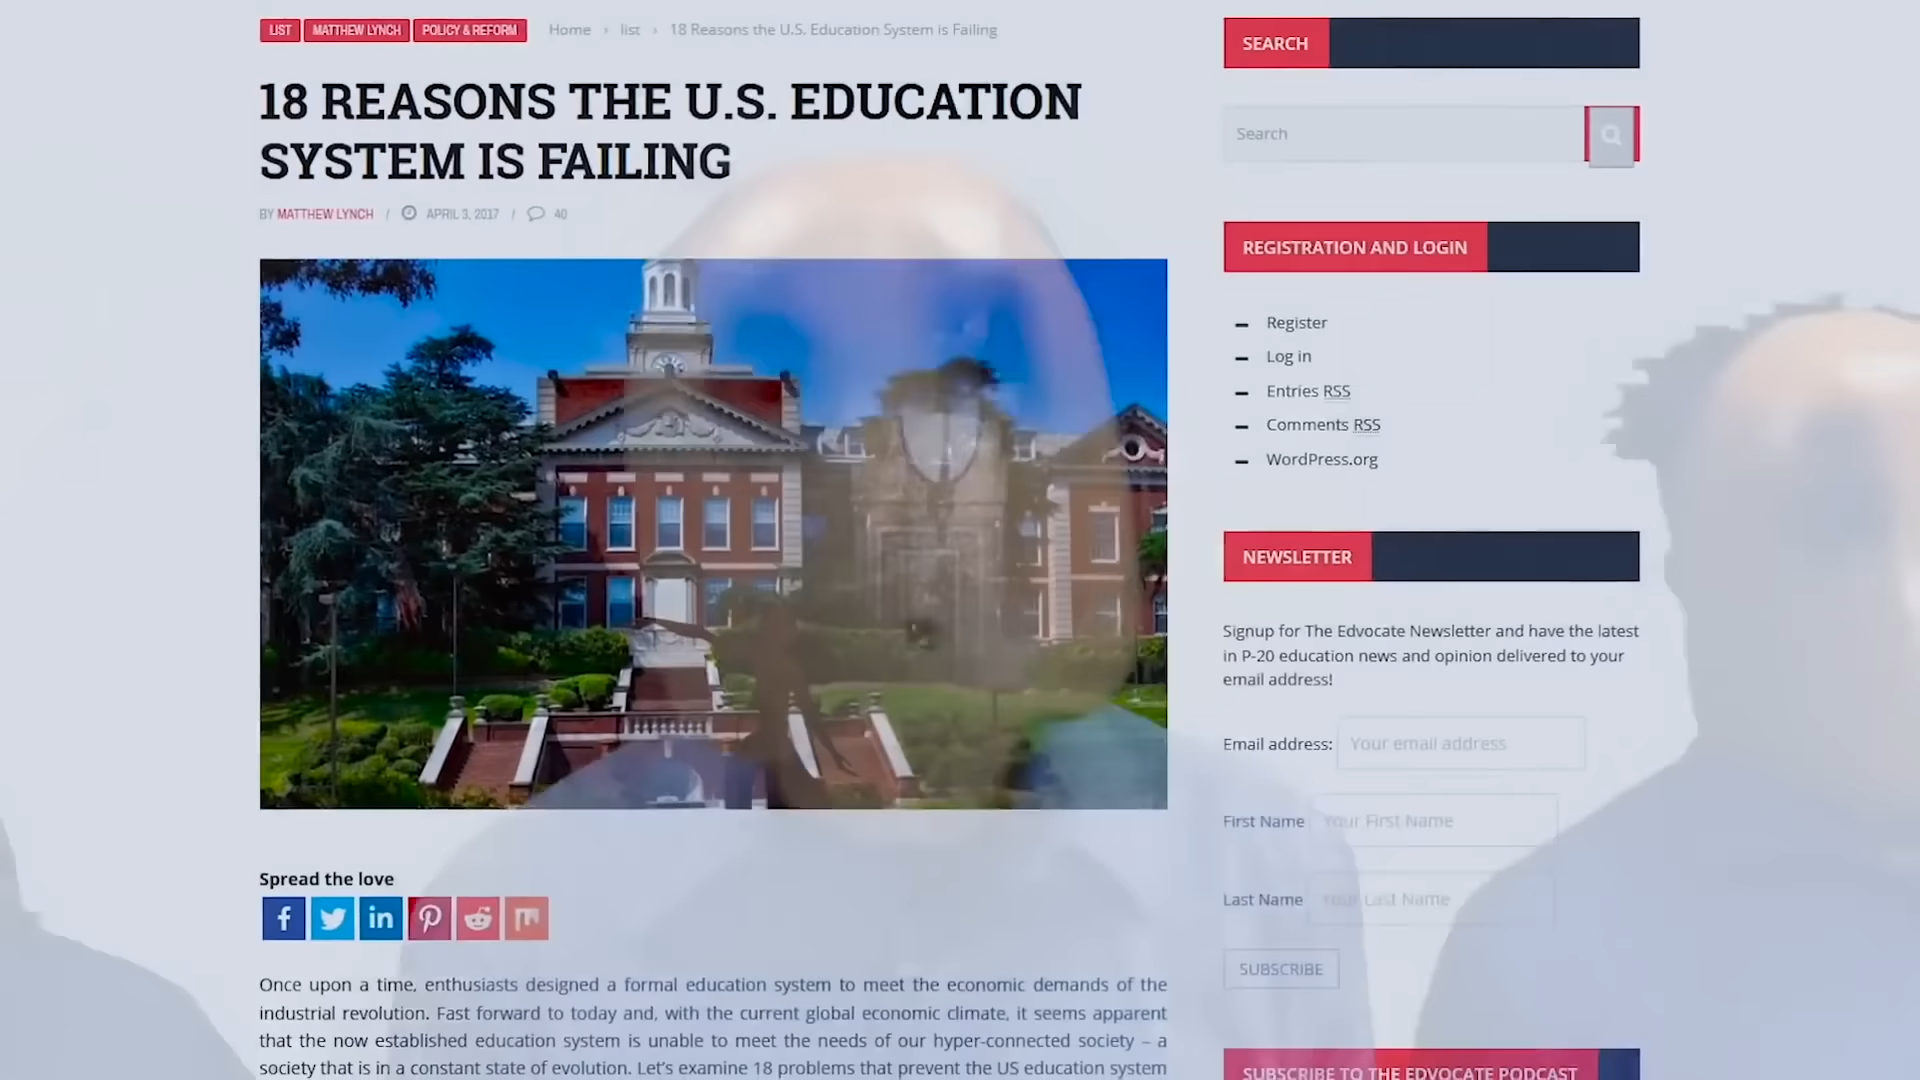 LIST MATTHEW LYNCH POLICY & REFORM Home › list › 18 Reasons the U.S. Education System is Failing
18 REASONS THE U.S. EDUCATION
SYSTEM IS FAILING
BY MATTHEW LYNCH / APRIL 3, 2017 / 40
Spread the love
Once upon a time, enthusiasts designed a formal education system to meet the economic demands of the
industrial revolution. Fast forward to today and, with the current global economic climate, it seems apparent
that the now established education system is unable to meet the needs of our hyper-connected society – a
society that is in a constant state of evolution. Let's examine 18 problems that prevent the US education system
SEARCH
Search
REGISTRATION AND LOGIN
Register
Log in
Entries RSS
Comments RSS
WordPress.org
NEWSLETTER
Signup for The Edvocate Newsletter and have the latest
in P-20 education news and opinion delivered to your
email address!
Email address: Your email address
First Name Your First Name
Last Name Your Last Name
SUBSCRIBE
SUBSCRIBE TO THE EDVOCATE PODCAST